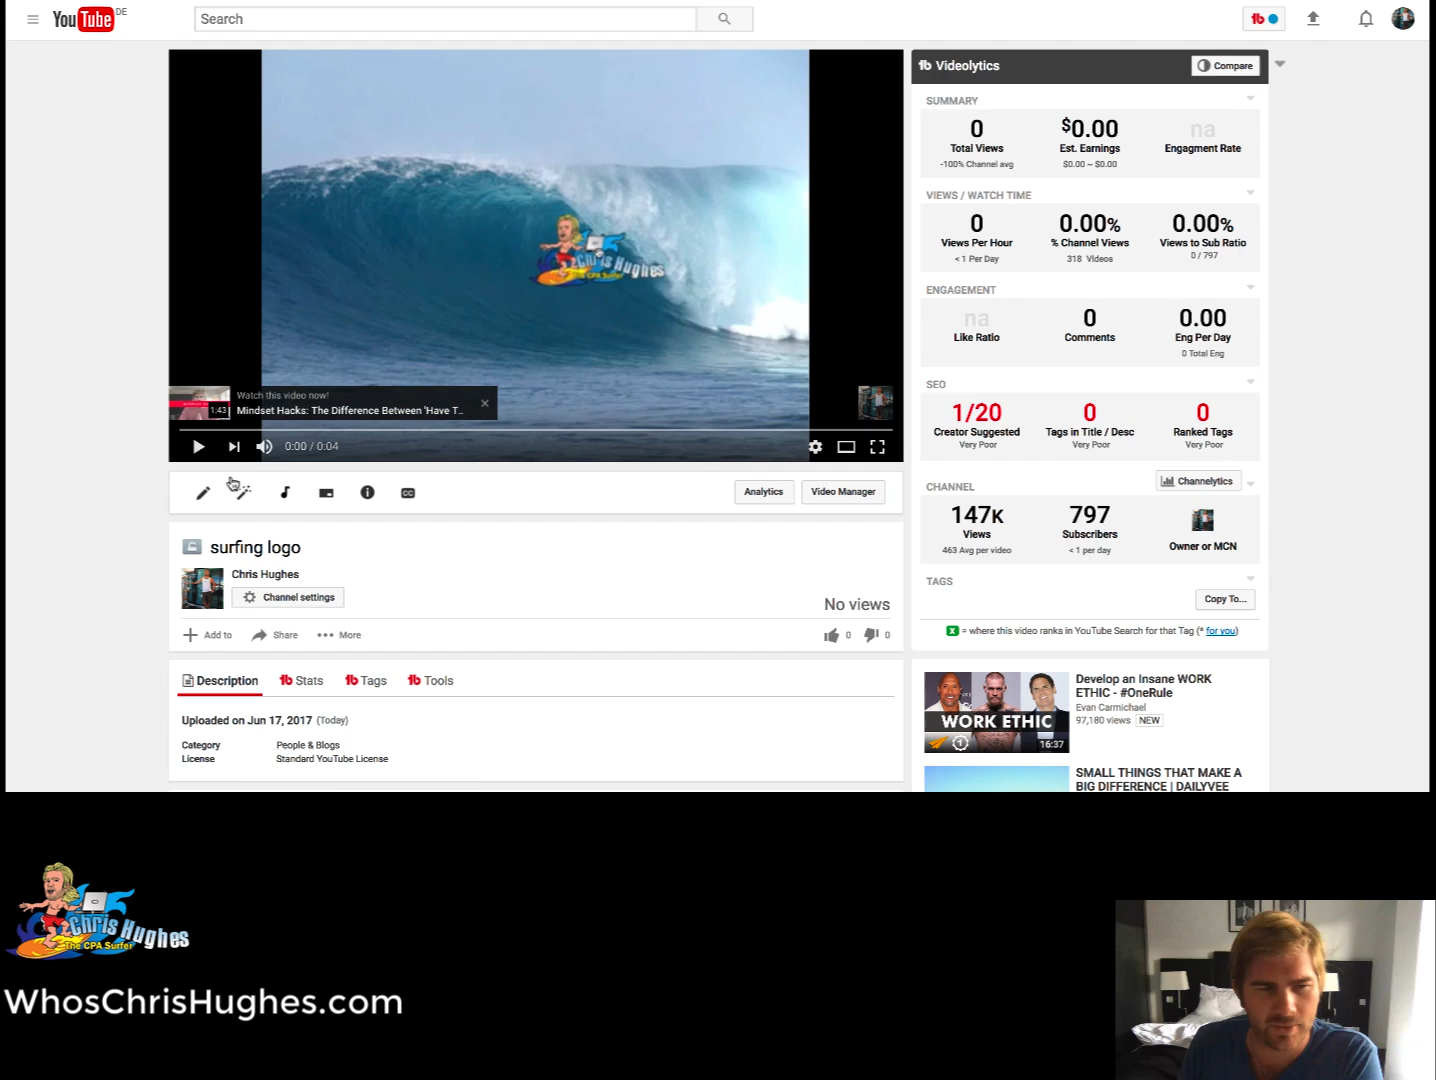 YouTube DE
Search
Chris Hughes
The CPA Surfer
Watch this video now!
1:43
Mindset Hacks: The Difference Between 'Have T..
0:00 / 0:04
Analytics
Video Manager
surfing logo
Chris Hughes
Channel settings
No views
Add to
Share
More
0
0
Description
Stats
Tags
Tools
Uploaded on Jun 17, 2017 (Today)
Category People & Blogs
License Standard YouTube License
Videolytics
Compare
SUMMARY
0 $0.00 na
Total Views Est. Earnings Engagment Rate
-100% Channel avg $0.00 ~ $0.00
VIEWS / WATCH TIME
0 0.00% 0.00%
Views Per Hour % Channel Views Views to Sub Ratio
< 1 Per Day 318 Videos 0 / 797
ENGAGEMENT
na 0 0.00
Like Ratio Comments Eng Per Day
0 Total Eng
SEO
1/20 0 0
Creator Suggested Tags in Title / Desc Ranked Tags
Very Poor Very Poor Very Poor
CHANNEL
Channelytics
147K 797
Views Subscribers Owner or MCN
463 Avg per video < 1 per day
TAGS
Copy To...
x = where this video ranks in YouTube Search for that Tag (* for you)
WORK ETHIC
1
16:37
Develop an Insane WORK
ETHIC - #OneRule
Evan Carmichael
97,180 views NEW
SMALL THINGS THAT MAKE A
BIG DIFFERENCE | DAILYVEE
Chris Hughes
The CPA Surfer
WhosChrisHughes.com